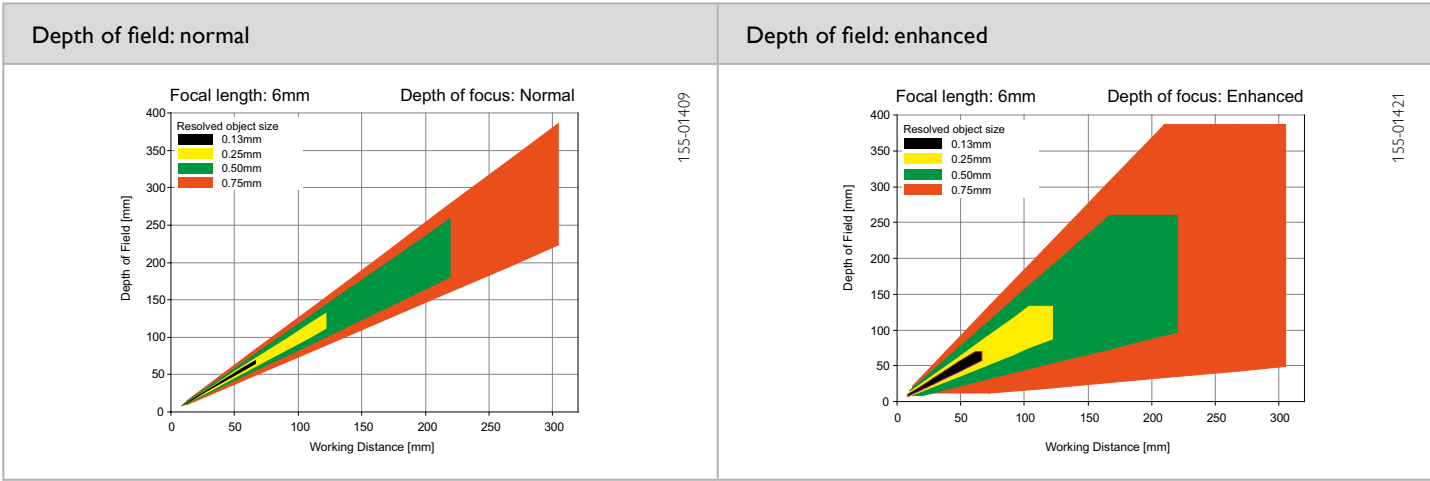 Depth of field: normal
Depth of field: enhanced
Focal length: 6mm
Depth of focus: Normal
155-01409
Resolved object size
0.13mm
0.25mm
0.50mm
0.75mm
400
350
300
250
200
150
100
50
0
Depth of Field [mm]
0 50 100 150 200 250 300
Working Distance [mm]
Focal length: 6mm
Depth of focus: Enhanced
155-01421
Resolved object size
0.13mm
0.25mm
0.50mm
0.75mm
400
350
300
250
200
150
100
50
0
Depth of Field [mm]
0 50 100 150 200 250 300
Working Distance [mm]